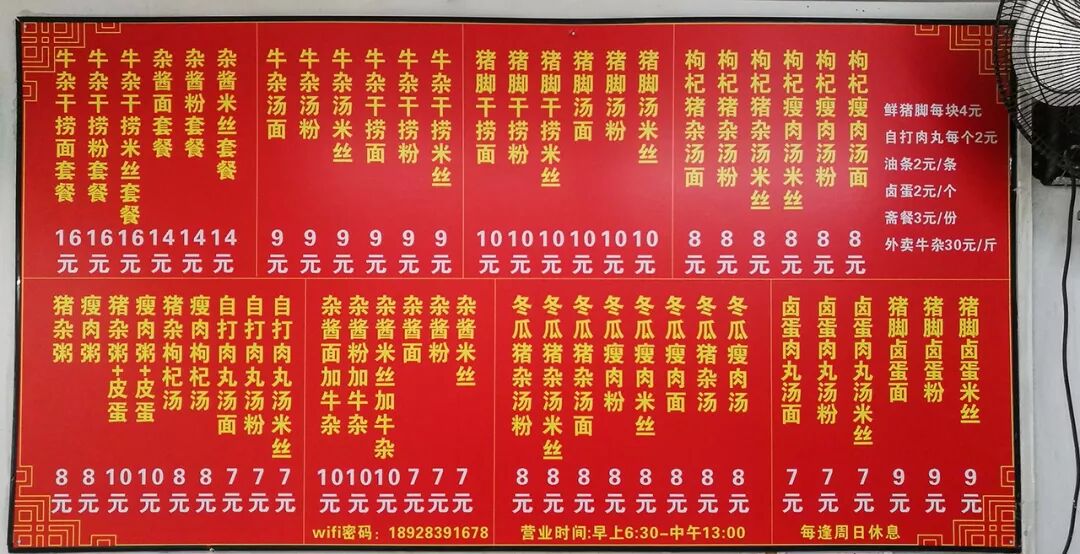 牛杂干捞面套餐 16元
牛杂干捞粉套餐 16元
牛杂干捞米丝套餐 16元
杂酱面套餐 14元
杂酱粉套餐 14元
杂酱米丝套餐 14元
牛杂汤面 9元
牛杂汤粉 9元
牛杂汤米丝 9元
牛杂干捞面 9元
牛杂干捞粉 9元
牛杂干捞米丝 9元
猪脚干捞面 10元
猪脚干捞粉 10元
猪脚干捞米丝 10元
猪脚汤面 10元
猪脚汤粉 10元
猪脚汤米丝 10元
枸杞猪杂汤面 8元
枸杞猪杂汤粉 8元
枸杞猪杂汤米丝 8元
枸杞瘦肉汤米丝 8元
枸杞瘦肉汤粉 8元
枸杞瘦肉汤面 8元
鲜猪脚每块4元
自打肉丸每个2元
油条2元/条
卤蛋2元/个
斋餐3元/份
外卖牛杂30元/斤
猪杂粥 8元
瘦肉粥 8元
猪杂粥+皮蛋 10元
瘦肉粥+皮蛋 10元
猪杂枸杞汤 8元
瘦肉枸杞汤 8元
自打肉丸汤面 7元
自打肉丸汤粉 7元
自打肉丸汤米丝 7元
杂酱面加牛杂 10元
杂酱粉加牛杂 10元
杂酱米丝加牛杂 10元
杂酱面 7元
杂酱粉 7元
杂酱米丝 7元
冬瓜猪杂汤粉 8元
冬瓜猪杂汤米丝 8元
冬瓜猪杂汤面 8元
冬瓜瘦肉粉 8元
冬瓜瘦肉米丝 8元
冬瓜瘦肉面 8元
冬瓜猪杂汤 8元
冬瓜瘦肉汤 8元
卤蛋肉丸汤面 7元
卤蛋肉丸汤粉 7元
卤蛋肉丸汤米丝 7元
猪脚卤蛋面 9元
猪脚卤蛋粉 9元
猪脚卤蛋米丝 9元
wifi密码：18928391678
营业时间:早上6:30-中午13:00
每逢周日休息